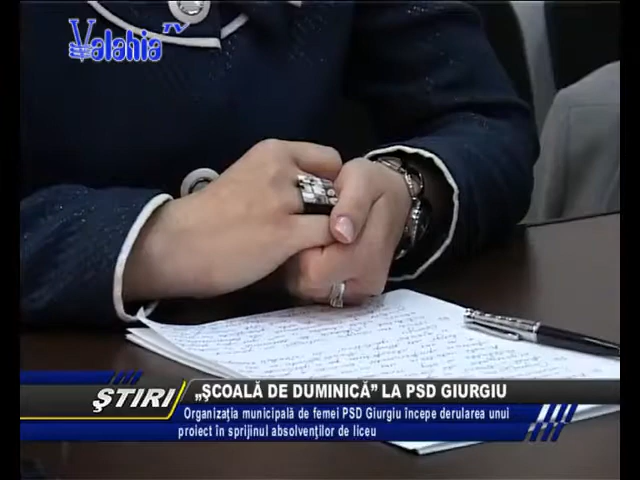 Valahia TV
„ŞCOALĂ DE DUMINICĂ” LA PSD GIURGIU
ŞTIRI
Organizaţia municipală de femei PSD Giurgiu începe derularea unui
proiect în sprijinul absolvenţilor de liceu